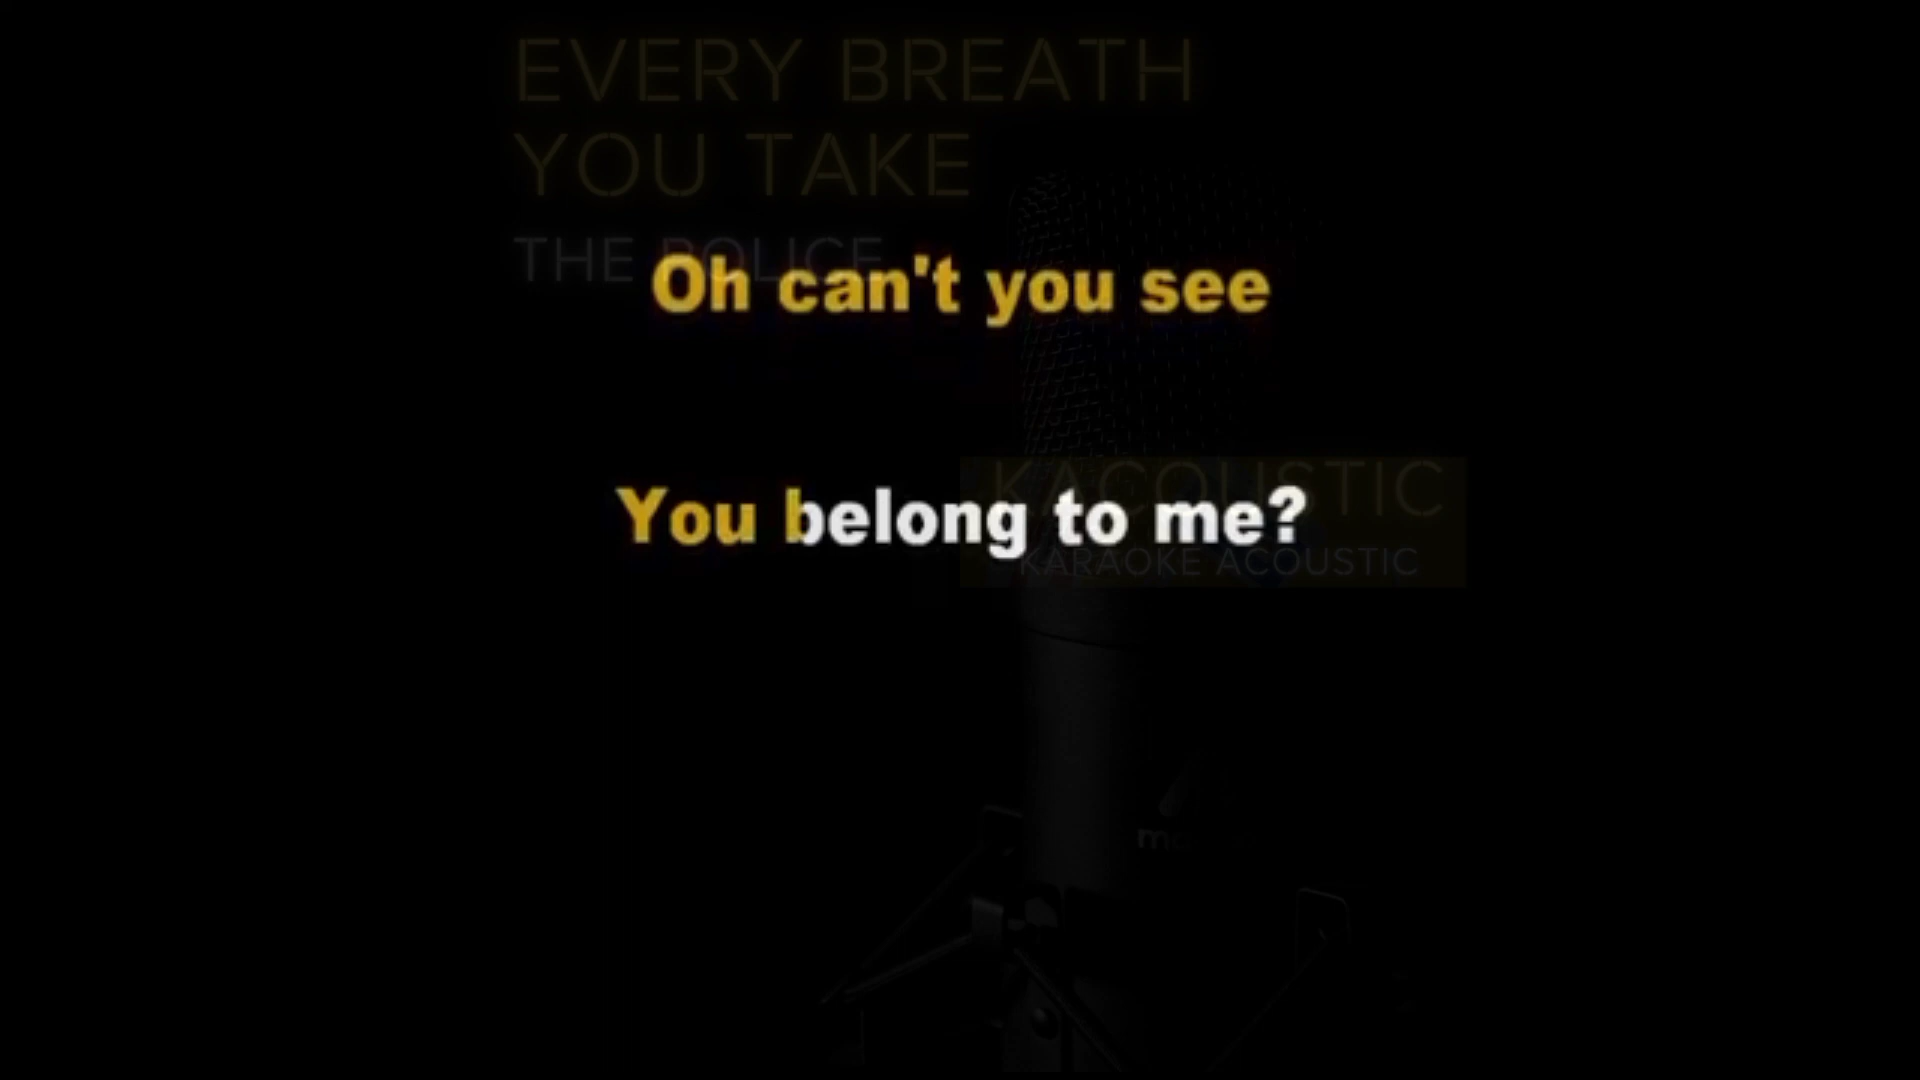 EVERY BREATH
YOU TAKE
THE POLICE
Oh can't you see
KACOUSTIC
You belong to me?
KARAOKE ACOUSTIC